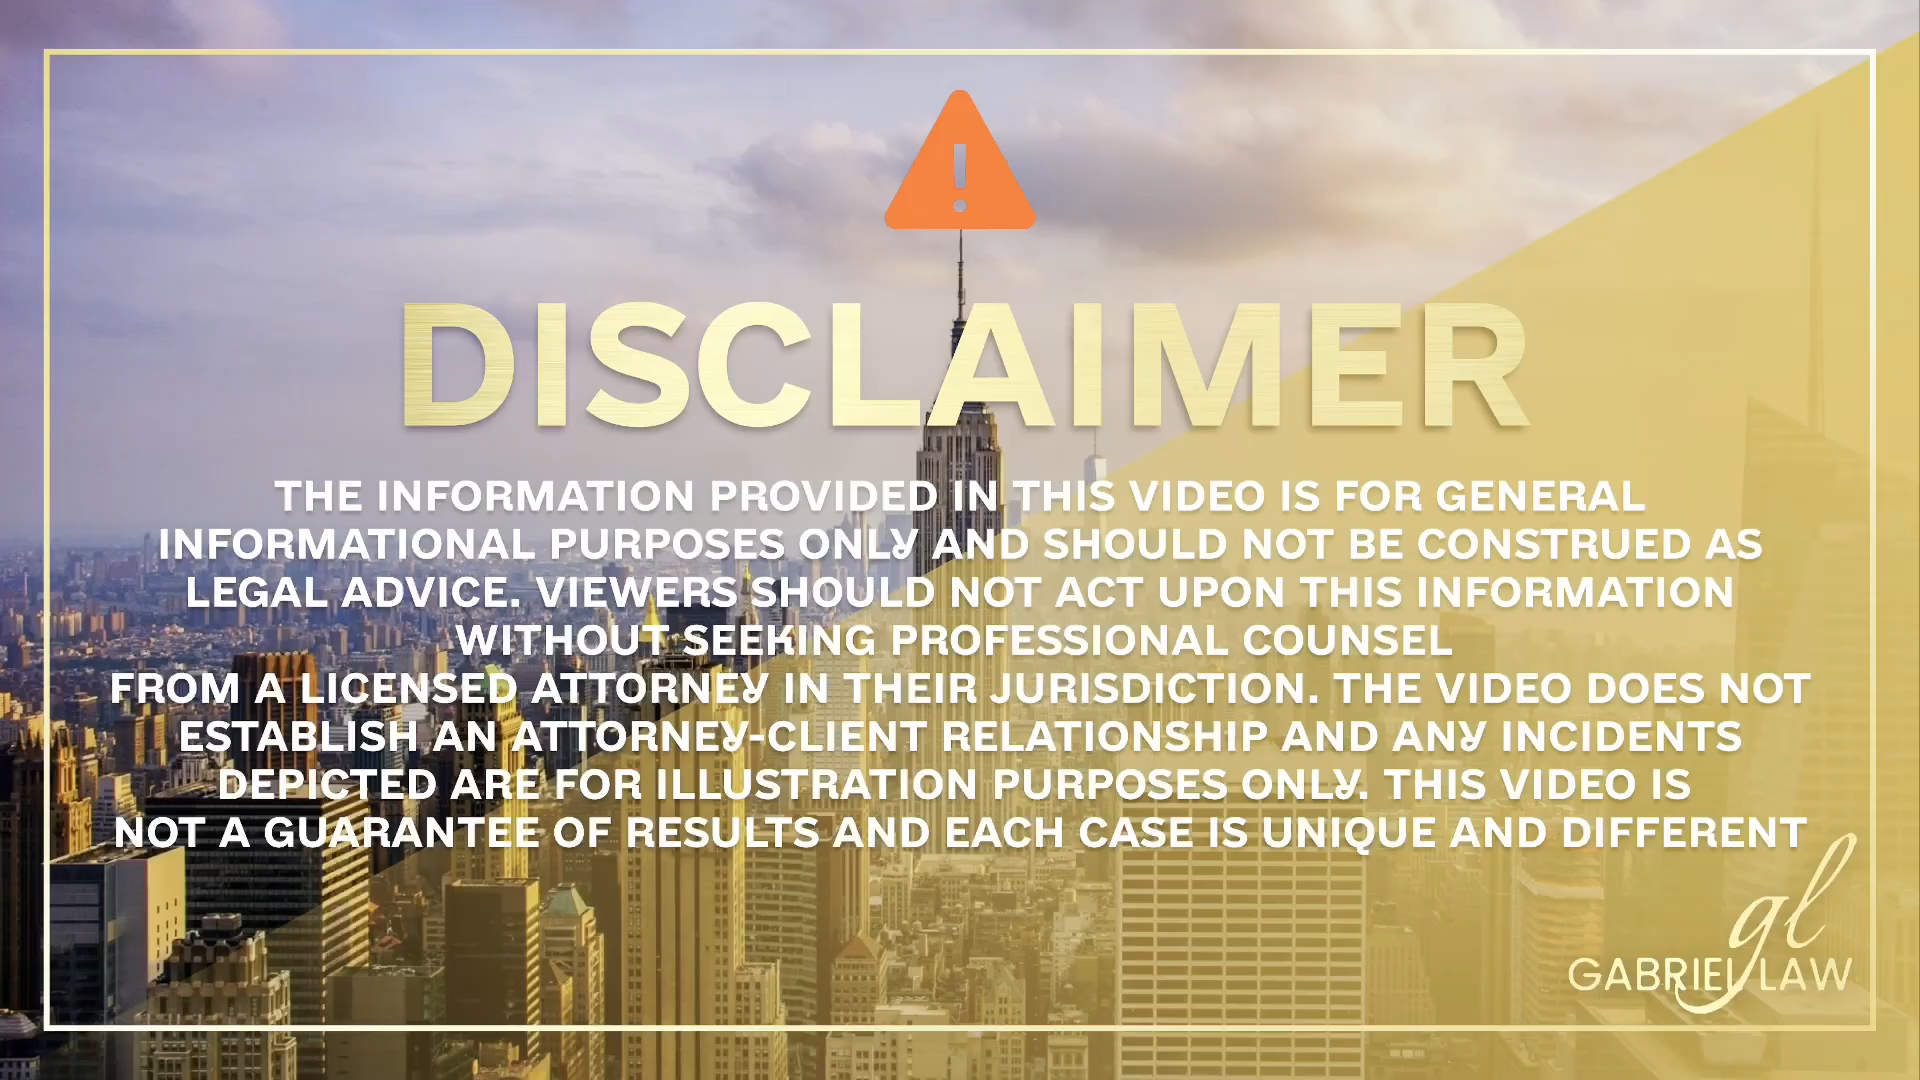 DISCLAIMER
THE INFORMATION PROVIDED IN THIS VIDEO IS FOR GENERAL
INFORMATIONAL PURPOSES ONLY AND SHOULD NOT BE CONSTRUED AS
LEGAL ADVICE. VIEWERS SHOULD NOT ACT UPON THIS INFORMATION
WITHOUT SEEKING PROFESSIONAL COUNSEL
FROM A LICENSED ATTORNEY IN THEIR JURISDICTION. THE VIDEO DOES NOT
ESTABLISH AN ATTORNEY-CLIENT RELATIONSHIP AND ANY INCIDENTS
DEPICTED ARE FOR ILLUSTRATION PURPOSES ONLY. THIS VIDEO IS
NOT A GUARANTEE OF RESULTS AND EACH CASE IS UNIQUE AND DIFFERENT
gl
GABRIEL LAW